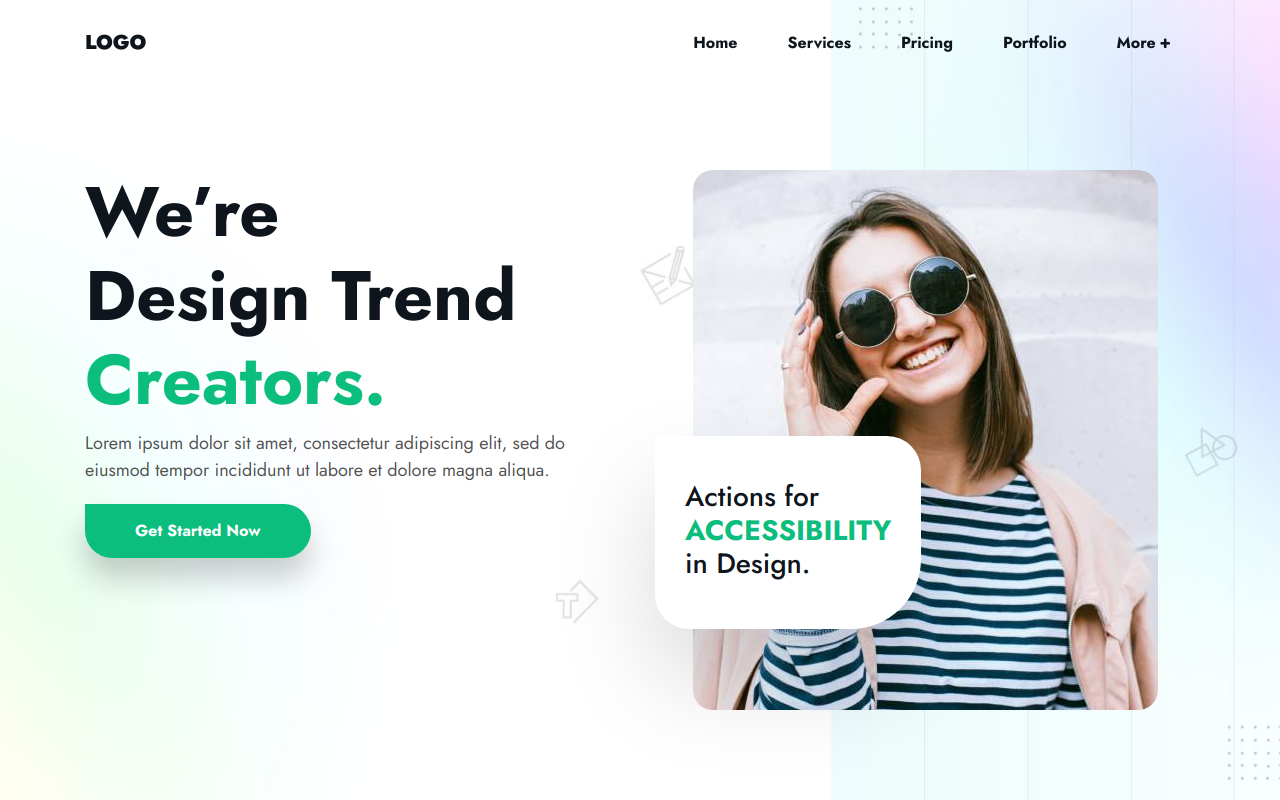 LOGO
Home Services Pricing Portfolio More +
We're
Design Trend
Creators.
Lorem ipsum dolor sit amet, consectetur adipiscing elit, sed do
eiusmod tempor incididunt ut labore et dolore magna aliqua.
Get Started Now
Actions for
ACCESSIBILITY
in Design.
T